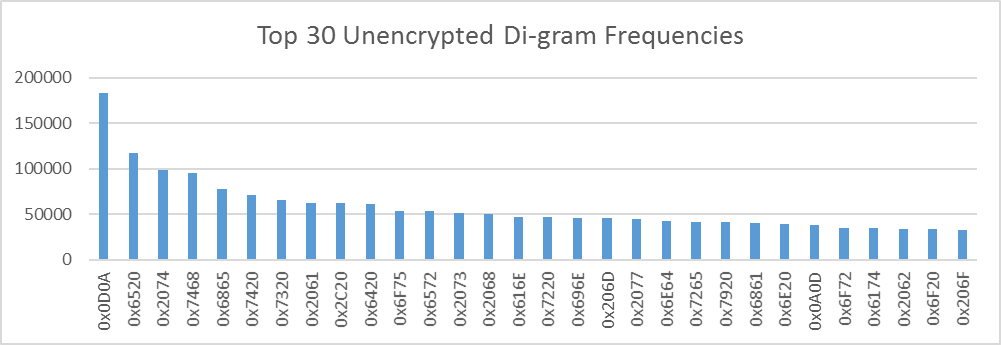 Top 30 Unencrypted Di-gram Frequencies
200000
150000
100000
50000
0
0x0D0A
0x6520
0x2074
0x7468
0x6865
0x7420
0x7320
0x2061
0x2C20
0x6420
0x6F75
0x6572
0x2073
0x2068
0x616E
0x7220
0x696E
0x206D
0x2077
0x6E64
0x7265
0x7920
0x6861
0x6E20
0x0A0D
0x6F72
0x6174
0x2062
0x6F20
0x206F